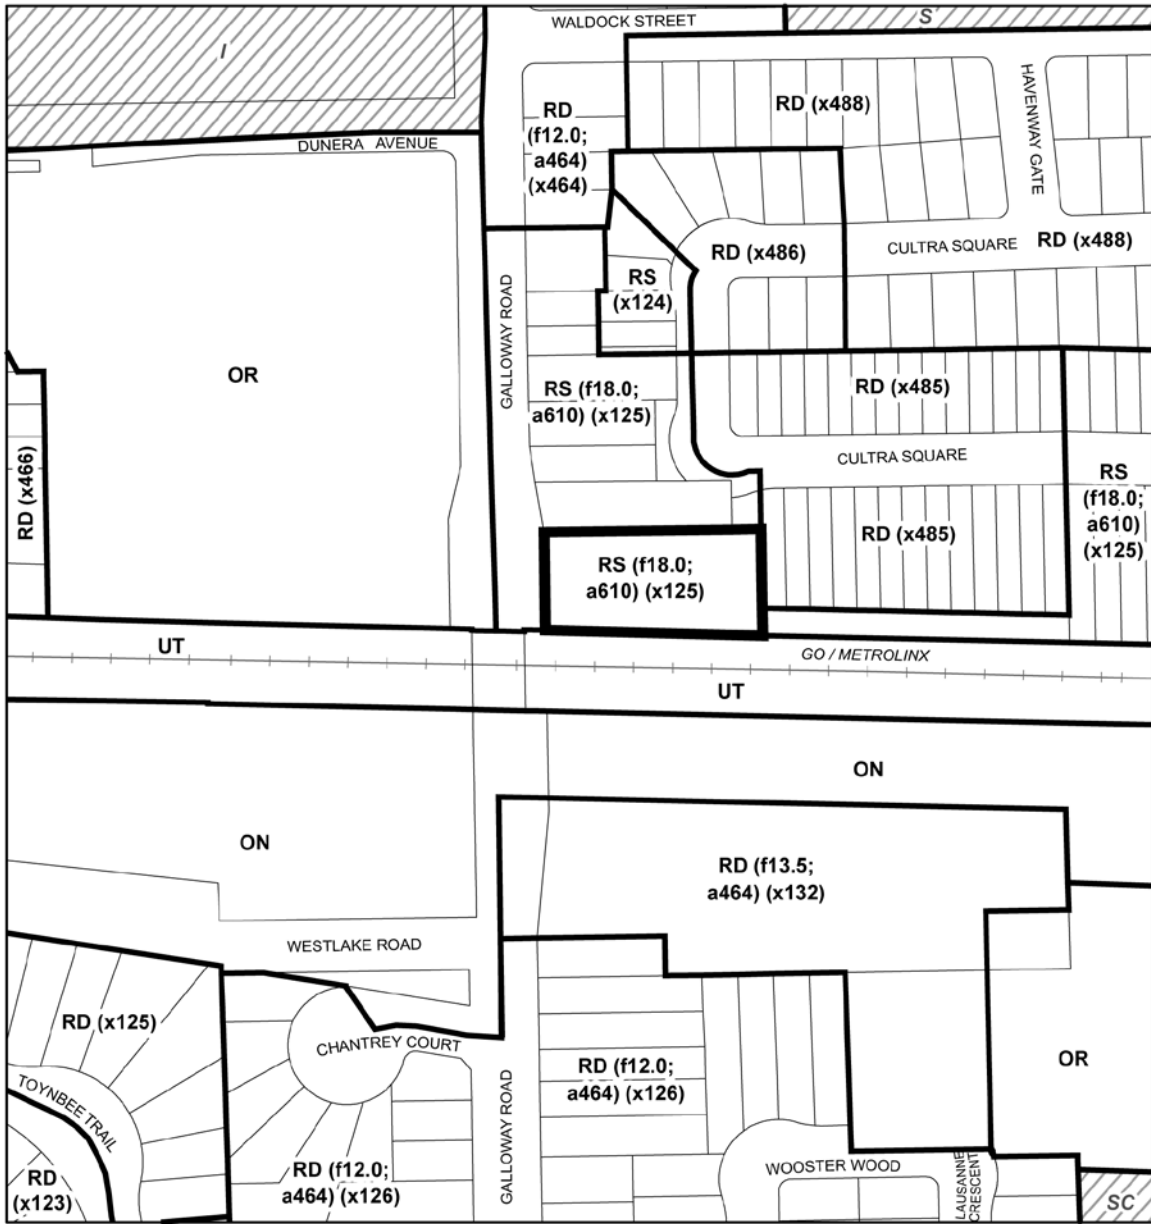 WALDOCK STREET
S
I
HAVENWAY GATE
RD (x488)
RD
(f12.0;
a464)
(x464)
DUNERA AVENUE
CULTRA SQUARE
RD (x488)
RD (x486)
RS
(x124)
GALLOWAY ROAD
OR
RS (f18.0;
a610) (x125)
RD (x485)
CULTRA SQUARE
RD (x466)
RS
(f18.0;
a610)
(x125)
RD (x485)
RS (f18.0;
a610) (x125)
UT
GO / METROLINX
UT
ON
ON
RD (f13.5;
a464) (x132)
WESTLAKE ROAD
RD (x125)
CHANTREY COURT
OR
RD (f12.0;
a464) (x126)
GALLOWAY ROAD
TOYNBEE TRAIL
RD
(x123)
RD (f12.0;
a464) (x126)
WOOSTER WOOD
LAUSANNE
CRESCENT
SC